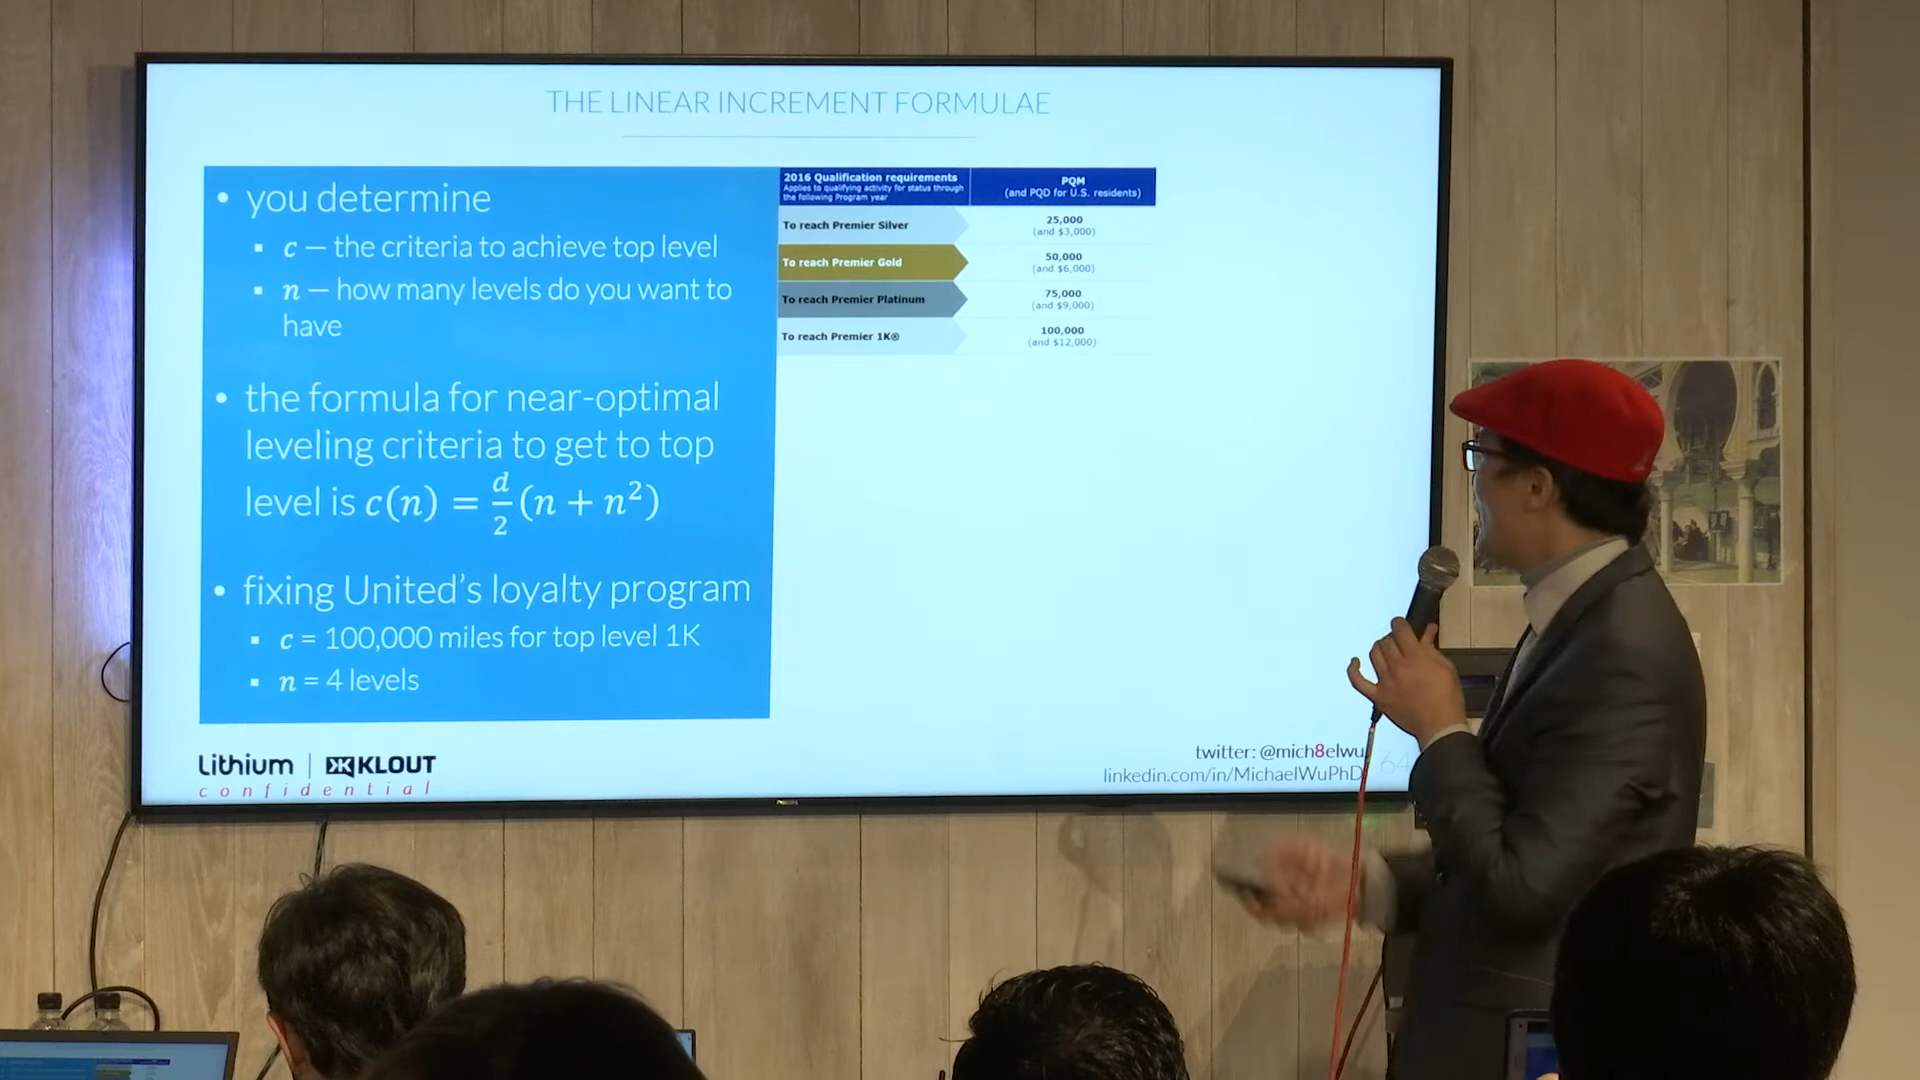 THE LINEAR INCREMENT FORMULAE
• you determine
▪ c – the criteria to achieve top level
▪ n – how many levels do you want to
have
• the formula for near-optimal
leveling criteria to get to top
level is c(n) = d/2 (n + n²)
• fixing United's loyalty program
▪ c = 100,000 miles for top level 1K
▪ n = 4 levels
2016 Qualification requirements
Applies to qualifying activity for status through
the following Program year
PQM
(and PQD for U.S. residents)
To reach Premier Silver
25,000
(and $3,000)
To reach Premier Gold
50,000
(and $6,000)
To reach Premier Platinum
75,000
(and $9,000)
To reach Premier 1K®
100,000
(and $12,000)
Lithium | KLOUT
confidential
twitter: @mich8elwu
linkedin.com/in/MichaelWuPhD
64
PHILIPS